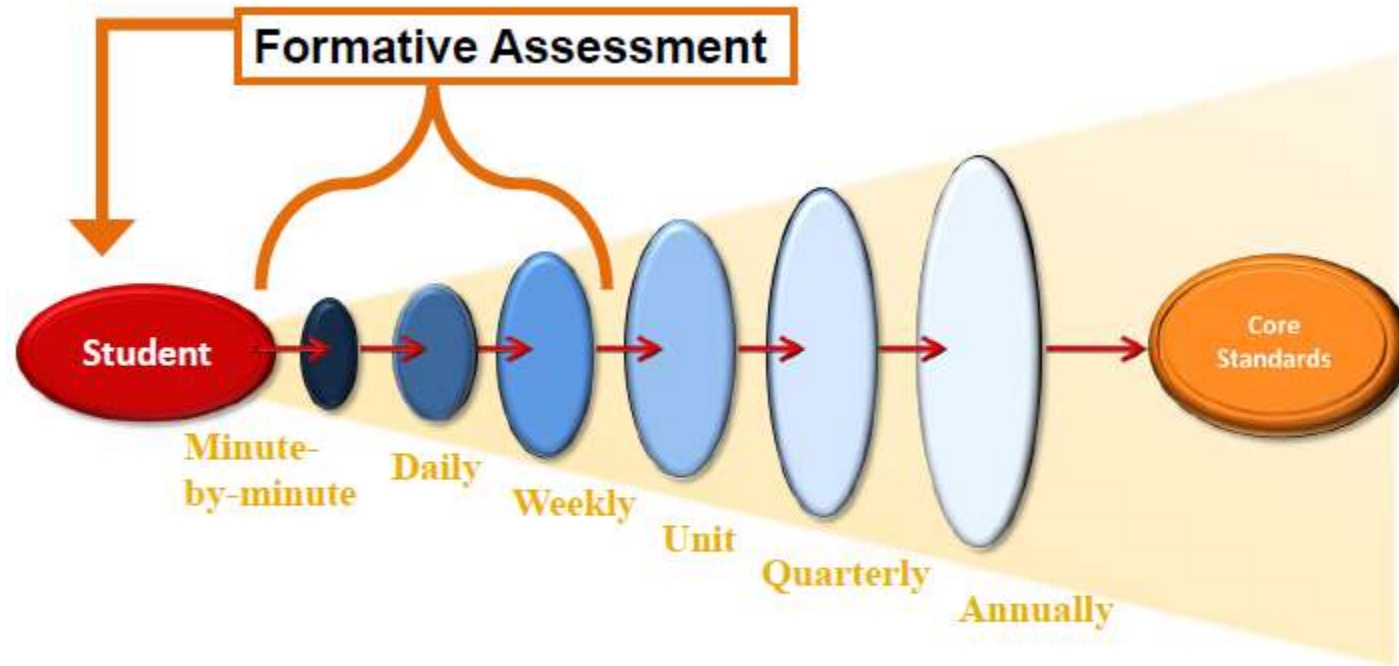 Formative Assessment
Student
Core
Standards
Minute-
by-minute
Daily
Weekly
Unit
Quarterly
Annually